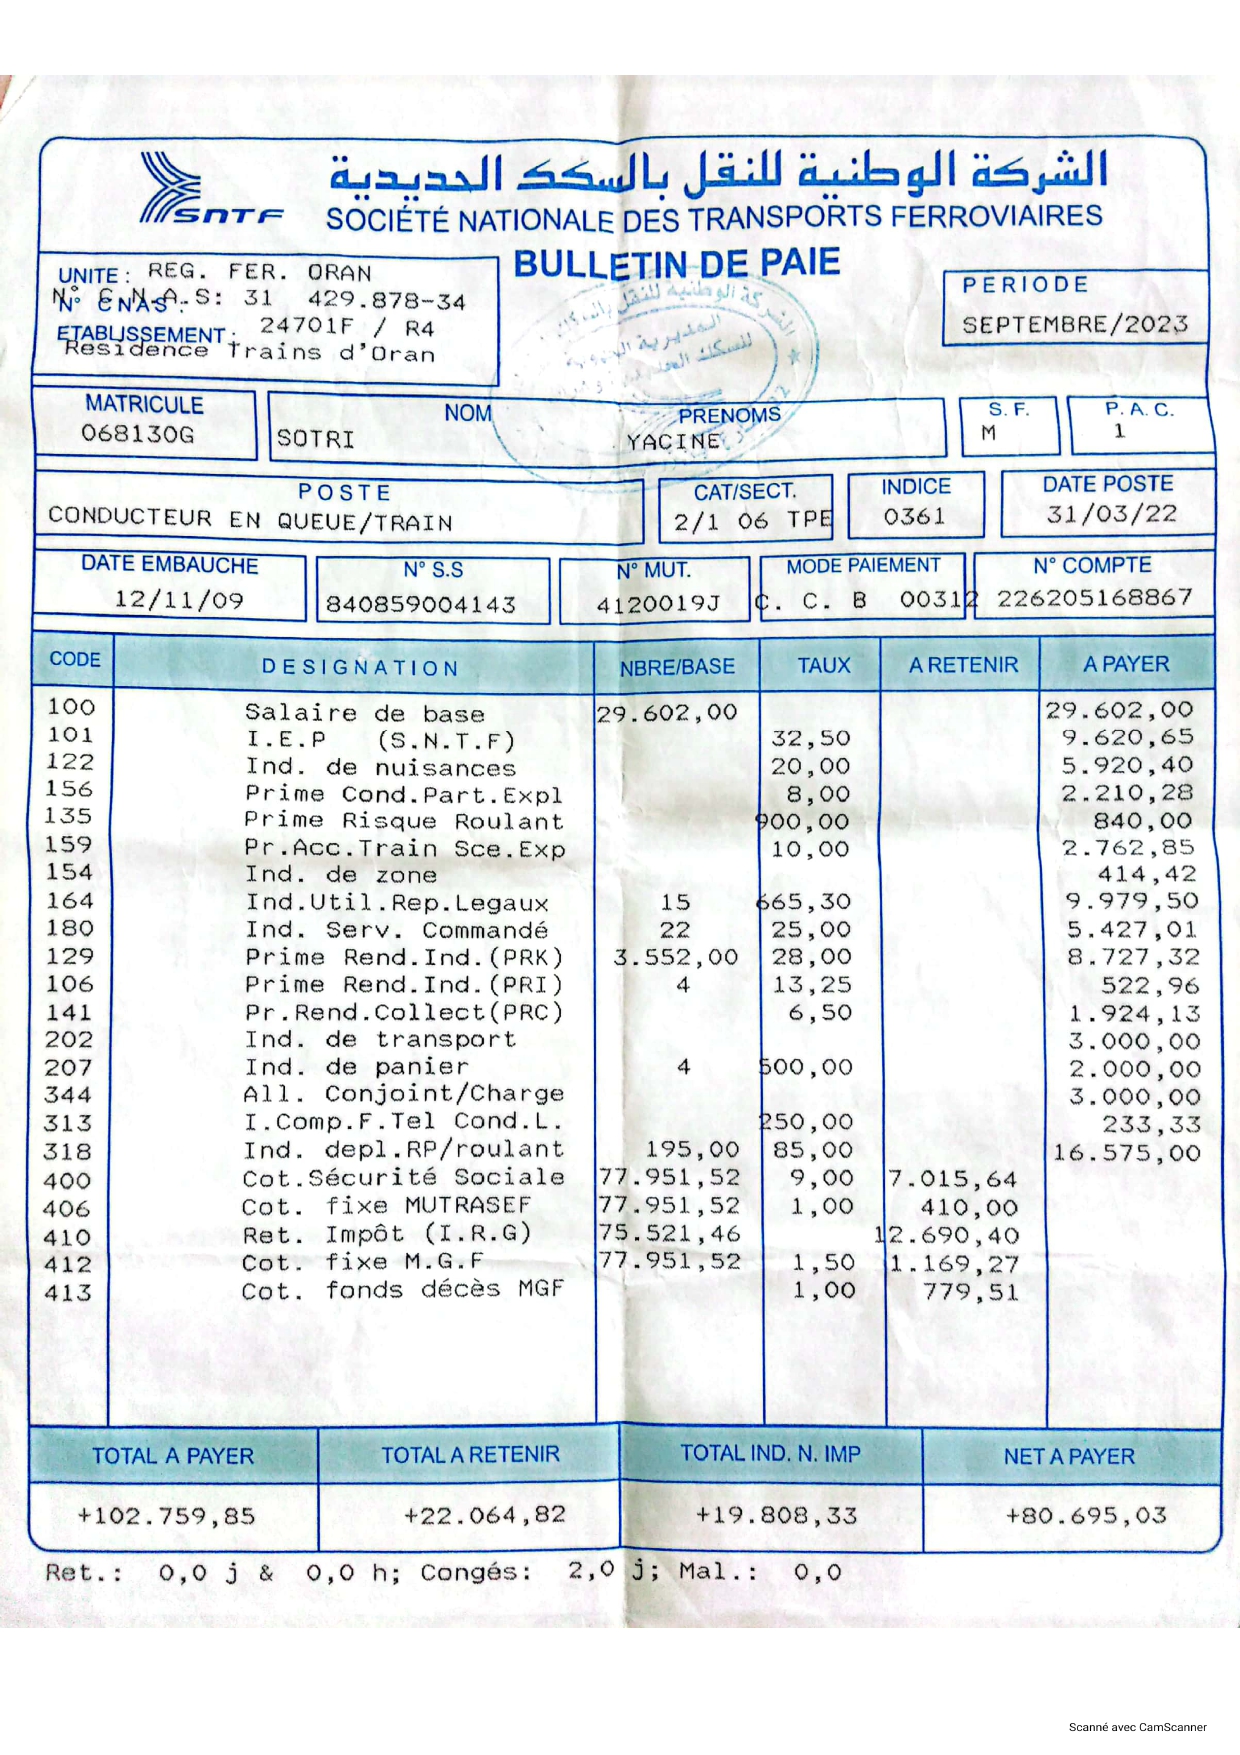 الشركة الوطنية للنقل بالسكك الحديدية
SNTF
SOCIÉTÉ NATIONALE DES TRANSPORTS FERROVIAIRES
BULLETIN DE PAIE
UNITE : REG. FER. ORAN
N° CNAS :
N° C.N.A.S: 31 429.878-34
ETABLISSEMENT : 24701F / R4
Residence Trains d'Oran
PERIODE
SEPTEMBRE/2023
MATRICULE NOM PRENOMS S. F. P. A. C.
068130G SOTRI YACINE M 1
POSTE CAT/SECT. INDICE DATE POSTE
CONDUCTEUR EN QUEUE/TRAIN 2/1 06 TPE 0361 31/03/22
DATE EMBAUCHE N° S.S N° MUT. MODE PAIEMENT N° COMPTE
12/11/09 840859004143 4120019J C. C. B 00312 226205168867
CODE DESIGNATION NBRE/BASE TAUX A RETENIR A PAYER
100 Salaire de base 29.602,00 29.602,00
101 I.E.P (S.N.T.F) 32,50 9.620,65
122 Ind. de nuisances 20,00 5.920,40
156 Prime Cond.Part.Expl 8,00 2.210,28
135 Prime Risque Roulant 900,00 840,00
159 Pr.Acc.Train Sce.Exp 10,00 2.762,85
154 Ind. de zone 414,42
164 Ind.Util.Rep.Legaux 15 665,30 9.979,50
180 Ind. Serv. Commandé 22 25,00 5.427,01
129 Prime Rend.Ind.(PRK) 3.552,00 28,00 8.727,32
106 Prime Rend.Ind.(PRI) 4 13,25 522,96
141 Pr.Rend.Collect(PRC) 6,50 1.924,13
202 Ind. de transport 3.000,00
207 Ind. de panier 4 500,00 2.000,00
344 All. Conjoint/Charge 3.000,00
313 I.Comp.F.Tel Cond.L. 250,00 233,33
318 Ind. depl.RP/roulant 195,00 85,00 16.575,00
400 Cot.Sécurité Sociale 77.951,52 9,00 7.015,64
406 Cot. fixe MUTRASEF 77.951,52 1,00 410,00
410 Ret. Impôt (I.R.G) 75.521,46 12.690,40
412 Cot. fixe M.G.F 77.951,52 1,50 1.169,27
413 Cot. fonds décès MGF 1,00 779,51
TOTAL A PAYER TOTAL A RETENIR TOTAL IND. N. IMP NET A PAYER
+102.759,85 +22.064,82 +19.808,33 +80.695,03
Ret.: 0,0 j & 0,0 h; Congés: 2,0 j; Mal.: 0,0
Scanné avec CamScanner